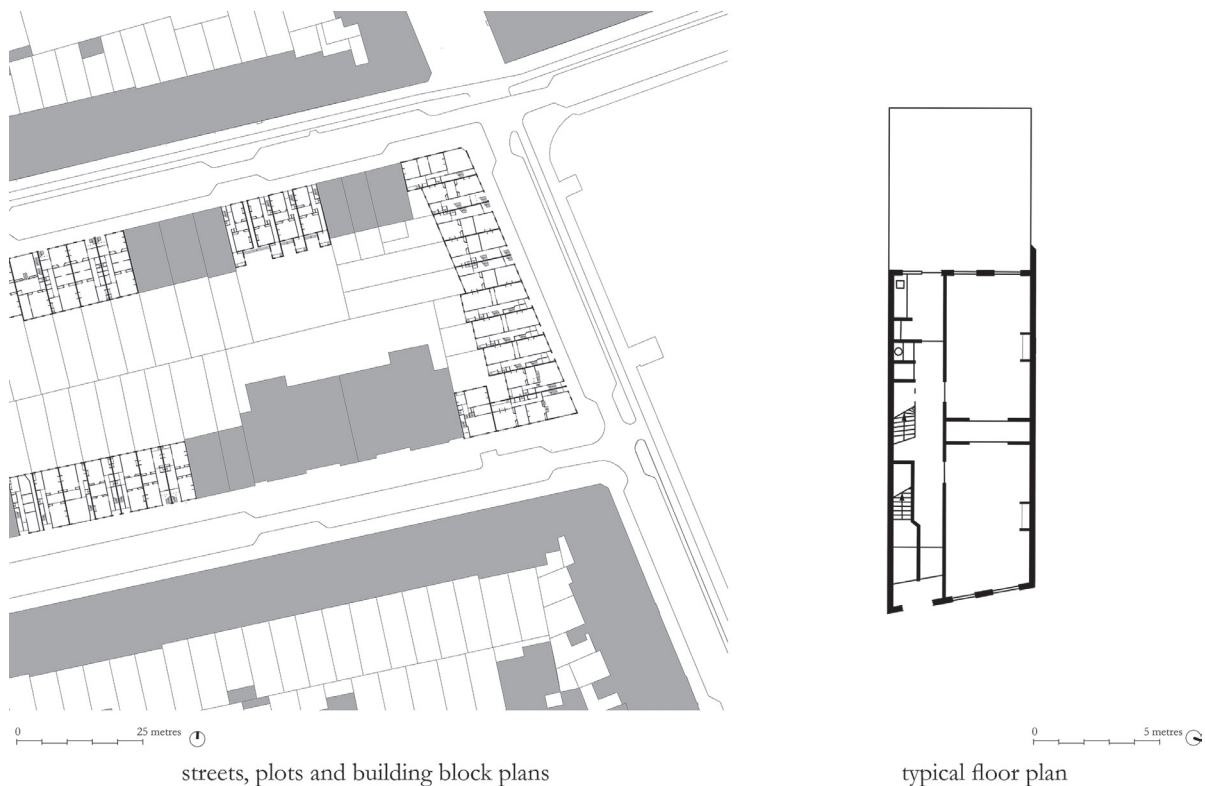 0 25 metres
0 5 metres
streets, plots and building block plans
typical floor plan